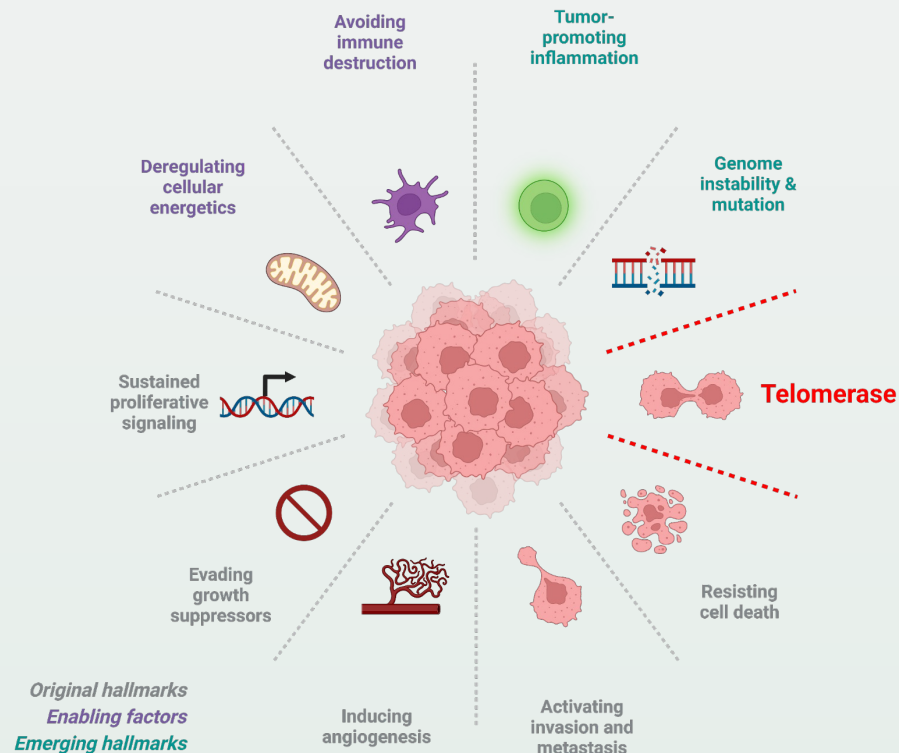 Avoiding
immune
destruction
Tumor-
promoting
inflammation
Deregulating
cellular
energetics
Genome
instability &
mutation
Sustained
proliferative
signaling
Telomerase
Evading
growth
suppressors
Resisting
cell death
Inducing
angiogenesis
Activating
invasion and
metastasis
Original hallmarks
Enabling factors
Emerging hallmarks